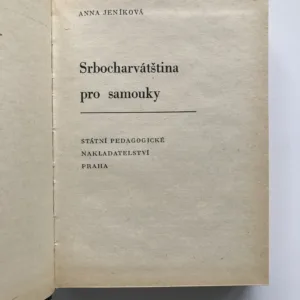 ANNA JENÍKOVÁ
Srbocharvátština
pro samouky
STÁTNÍ PEDAGOGICKÉ
NAKLADATELSTVÍ
PRAHA